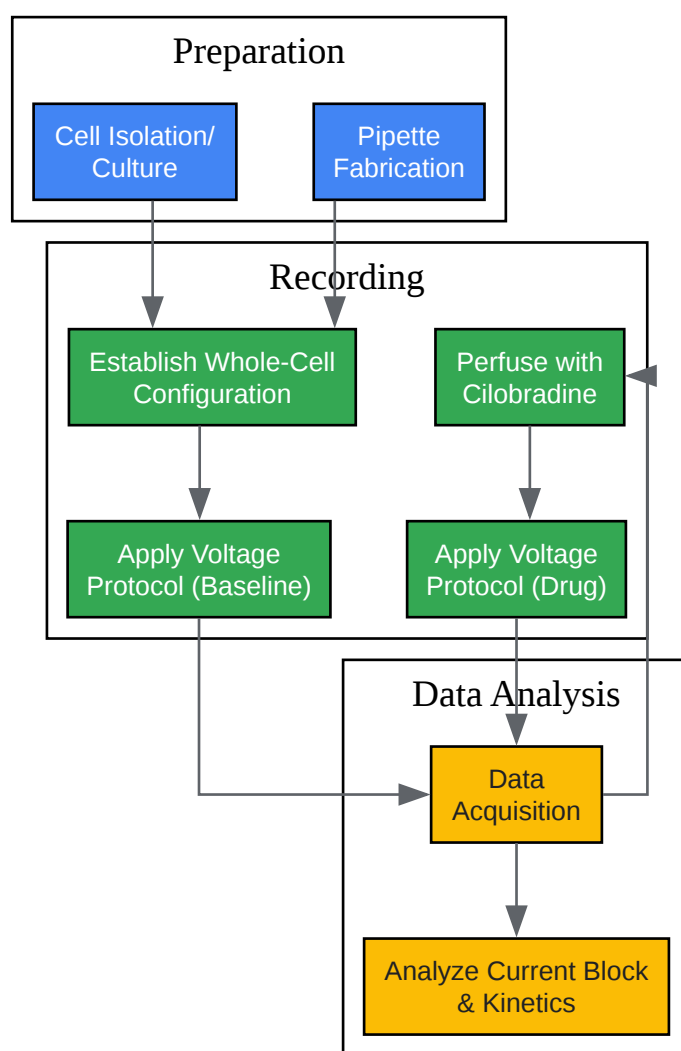 Preparation
Cell Isolation/
Culture
Pipette
Fabrication
Recording
Establish Whole-Cell
Configuration
Perfuse with
Cilobradine
Apply Voltage
Protocol (Baseline)
Apply Voltage
Protocol (Drug)
Data Analysis
Data
Acquisition
Analyze Current Block
& Kinetics